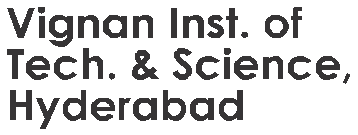 Vignan Inst. of
Tech. & Science,
Hyderabad